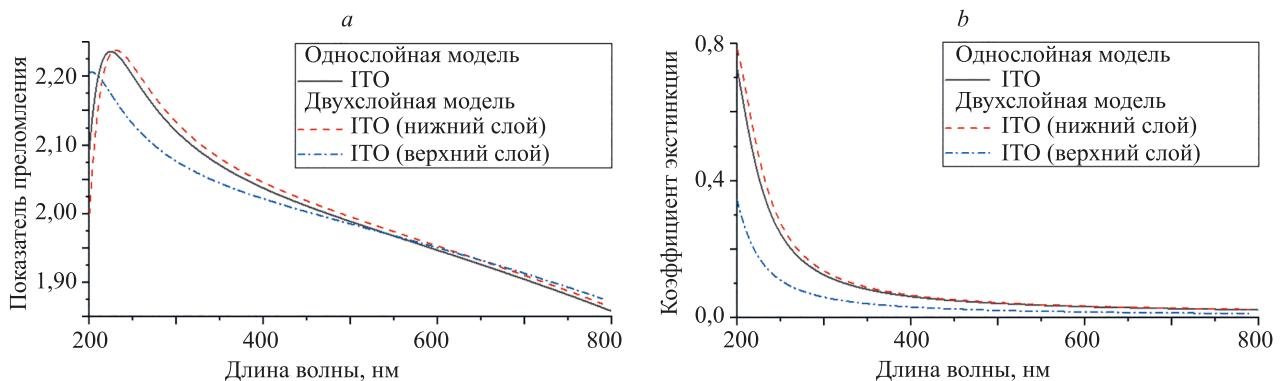 a
Показатель преломления
2,20
2,10
2,00
1,90
200
400
600
800
Длина волны, нм
Однослойная модель
ITO
Двухслойная модель
ITO (нижний слой)
ITO (верхний слой)
b
Коэффициент экстинкции
0,8
0,4
0,0
200
400
600
800
Длина волны, нм
Однослойная модель
ITO
Двухслойная модель
ITO (нижний слой)
ITO (верхний слой)